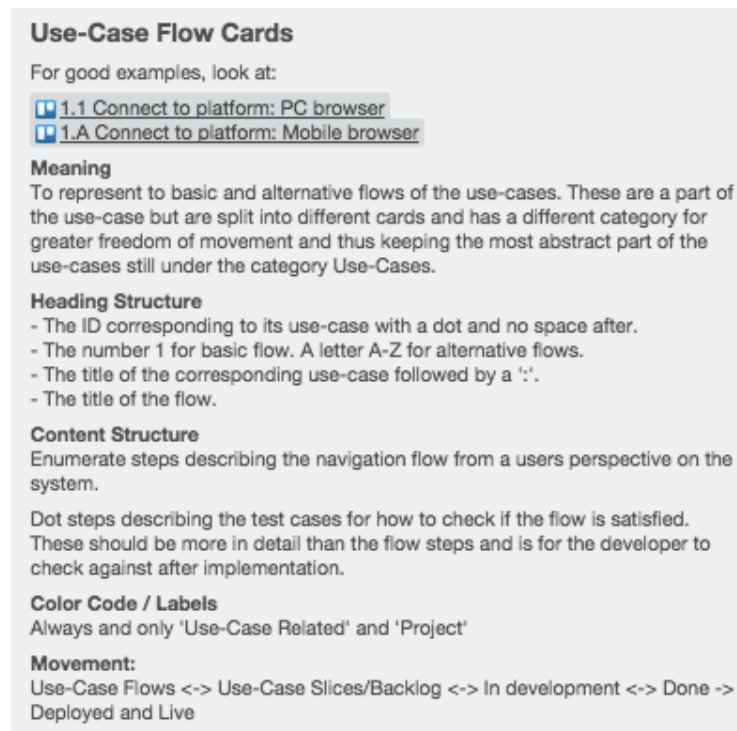 Use-Case Flow Cards
For good examples, look at:
1.1 Connect to platform: PC browser
1.A Connect to platform: Mobile browser
Meaning
To represent to basic and alternative flows of the use-cases. These are a part of
the use-case but are split into different cards and has a different category for
greater freedom of movement and thus keeping the most abstract part of the
use-cases still under the category Use-Cases.
Heading Structure
- The ID corresponding to its use-case with a dot and no space after.
- The number 1 for basic flow. A letter A-Z for alternative flows.
- The title of the corresponding use-case followed by a ':'.
- The title of the flow.
Content Structure
Enumerate steps describing the navigation flow from a users perspective on the
system.
Dot steps describing the test cases for how to check if the flow is satisfied.
These should be more in detail than the flow steps and is for the developer to
check against after implementation.
Color Code / Labels
Always and only 'Use-Case Related' and 'Project'
Movement:
Use-Case Flows <-> Use-Case Slices/Backlog <-> In development <-> Done ->
Deployed and Live